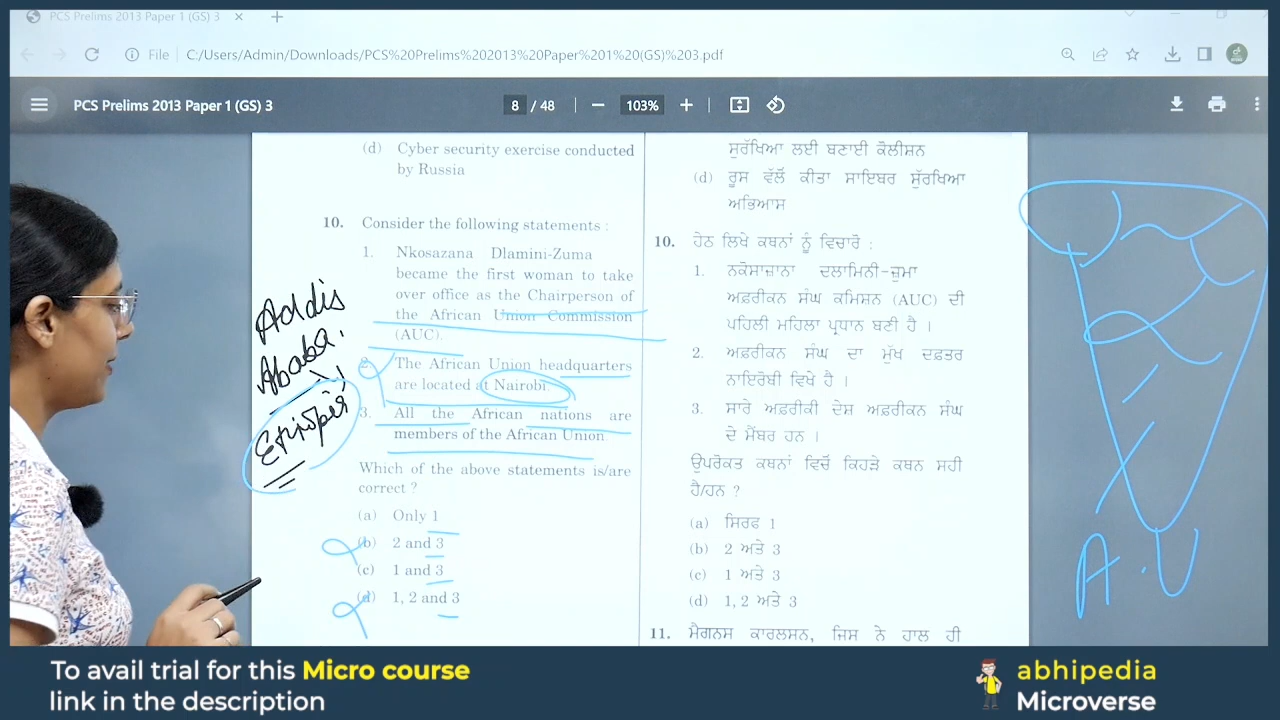 PCS Prelims 2013 Paper 1 (GS) 3
File C:/Users/Admin/Downloads/PCS%20Prelims%202013%20Paper%201%20(GS)%203.pdf
PCS Prelims 2013 Paper 1 (GS) 3
8 / 48
103%
(d) Cyber security exercise conducted
by Russia
10. Consider the following statements :
1. Nkosazana Dlamini-Zuma
became the first woman to take
over office as the Chairperson of
the African Union Commission
(AUC).
2. The African Union headquarters
are located at Nairobi
3. All the African nations are
members of the African Union
Which of the above statements is/are
correct ?
(a) Only 1
(b) 2 and 3
(c) 1 and 3
(d) 1, 2 and 3
Addis
Ababa
Ethiopia
ਸੁਰੱਖਿਆ ਲਈ ਬਣਾਈ ਕੋਲੀਸ਼ਨ
(d) ਰੂਸ ਵੱਲੋਂ ਕੀਤਾ ਸਾਇਬਰ ਸੁਰੱਖਿਆ
ਅਭਿਆਸ
10. ਹੇਠ ਲਿਖੇ ਕਥਨਾਂ ਨੂੰ ਵਿਚਾਰੋ :
1. ਨਕੋਸਾਜ਼ਾਨਾ ਦਲਾਮਿਨੀ-ਜ਼ੁਮਾ
ਅਫ਼ਰੀਕਨ ਸੰਘ ਕਮਿਸ਼ਨ (AUC) ਦੀ
ਪਹਿਲੀ ਮਹਿਲਾ ਪ੍ਰਧਾਨ ਬਣੀ ਹੈ ।
2. ਅਫ਼ਰੀਕਨ ਸੰਘ ਦਾ ਮੁੱਖ ਦਫ਼ਤਰ
ਨਾਇਰੋਬੀ ਵਿਖੇ ਹੈ ।
3. ਸਾਰੇ ਅਫ਼ਰੀਕੀ ਦੇਸ਼ ਅਫ਼ਰੀਕਨ ਸੰਘ
ਦੇ ਮੈਂਬਰ ਹਨ ।
ਉਪਰੋਕਤ ਕਥਨਾਂ ਵਿਚੋਂ ਕਿਹੜੇ ਕਥਨ ਸਹੀ
ਹੈ/ਹਨ ?
(a) ਸਿਰਫ 1
(b) 2 ਅਤੇ 3
(c) 1 ਅਤੇ 3
(d) 1, 2 ਅਤੇ 3
11. ਮੈਗਨਸ ਕਾਰਲਸਨ, ਜਿਸ ਨੇ ਹਾਲ ਹੀ
A.U
To avail trial for this Micro course
link in the description
abhipedia
Microverse